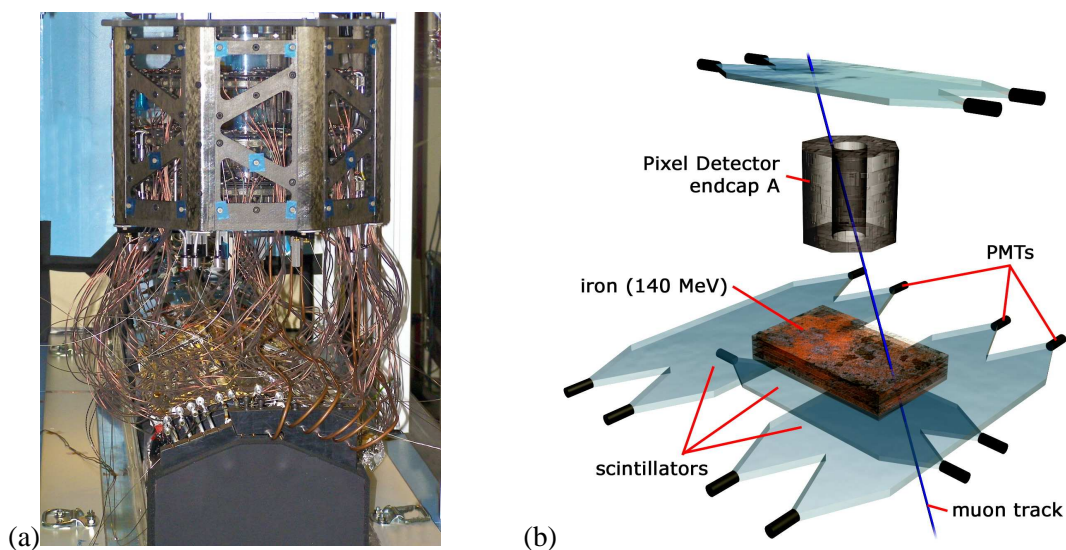 (a)
(b)
Pixel Detector
endcap A
PMTs
iron (140 MeV)
scintillators
muon track